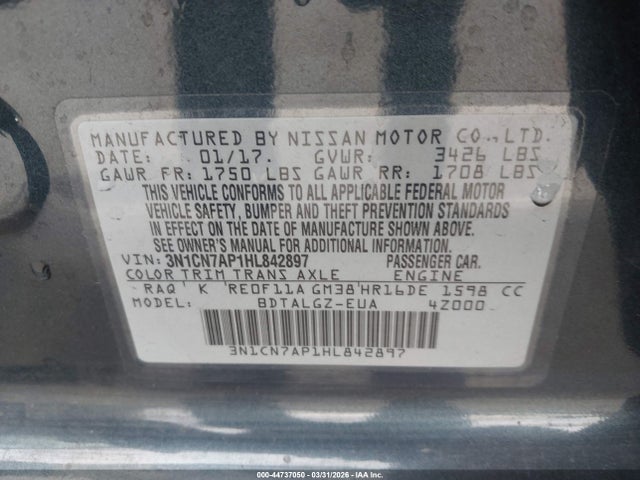 MANUFACTURED BY NISSAN MOTOR CO.,LTD.
DATE: 01/17. GVWR: 3426 LBS
GAWR FR: 1750 LBS GAWR RR: 1708 LBS
THIS VEHICLE CONFORMS TO ALL APPLICABLE FEDERAL MOTOR
VEHICLE SAFETY, BUMPER AND THEFT PREVENTION STANDARDS
IN EFFECT ON THE DATE OF MANUFACTURE SHOWN ABOVE.
SEE OWNER'S MANUAL FOR ADDITIONAL INFORMATION.
VIN: 3N1CN7AP1HL842897 PASSENGER CAR.
COLOR TRIM TRANS AXLE ENGINE
RAQ' K 'RE0F11A GM38'HR16DE 1598 CC
MODEL: BDTALGZ-EUA 4Z000
3N1CN7AP1HL842897
000-44737050 — 03/31/2026 - IAA Inc.